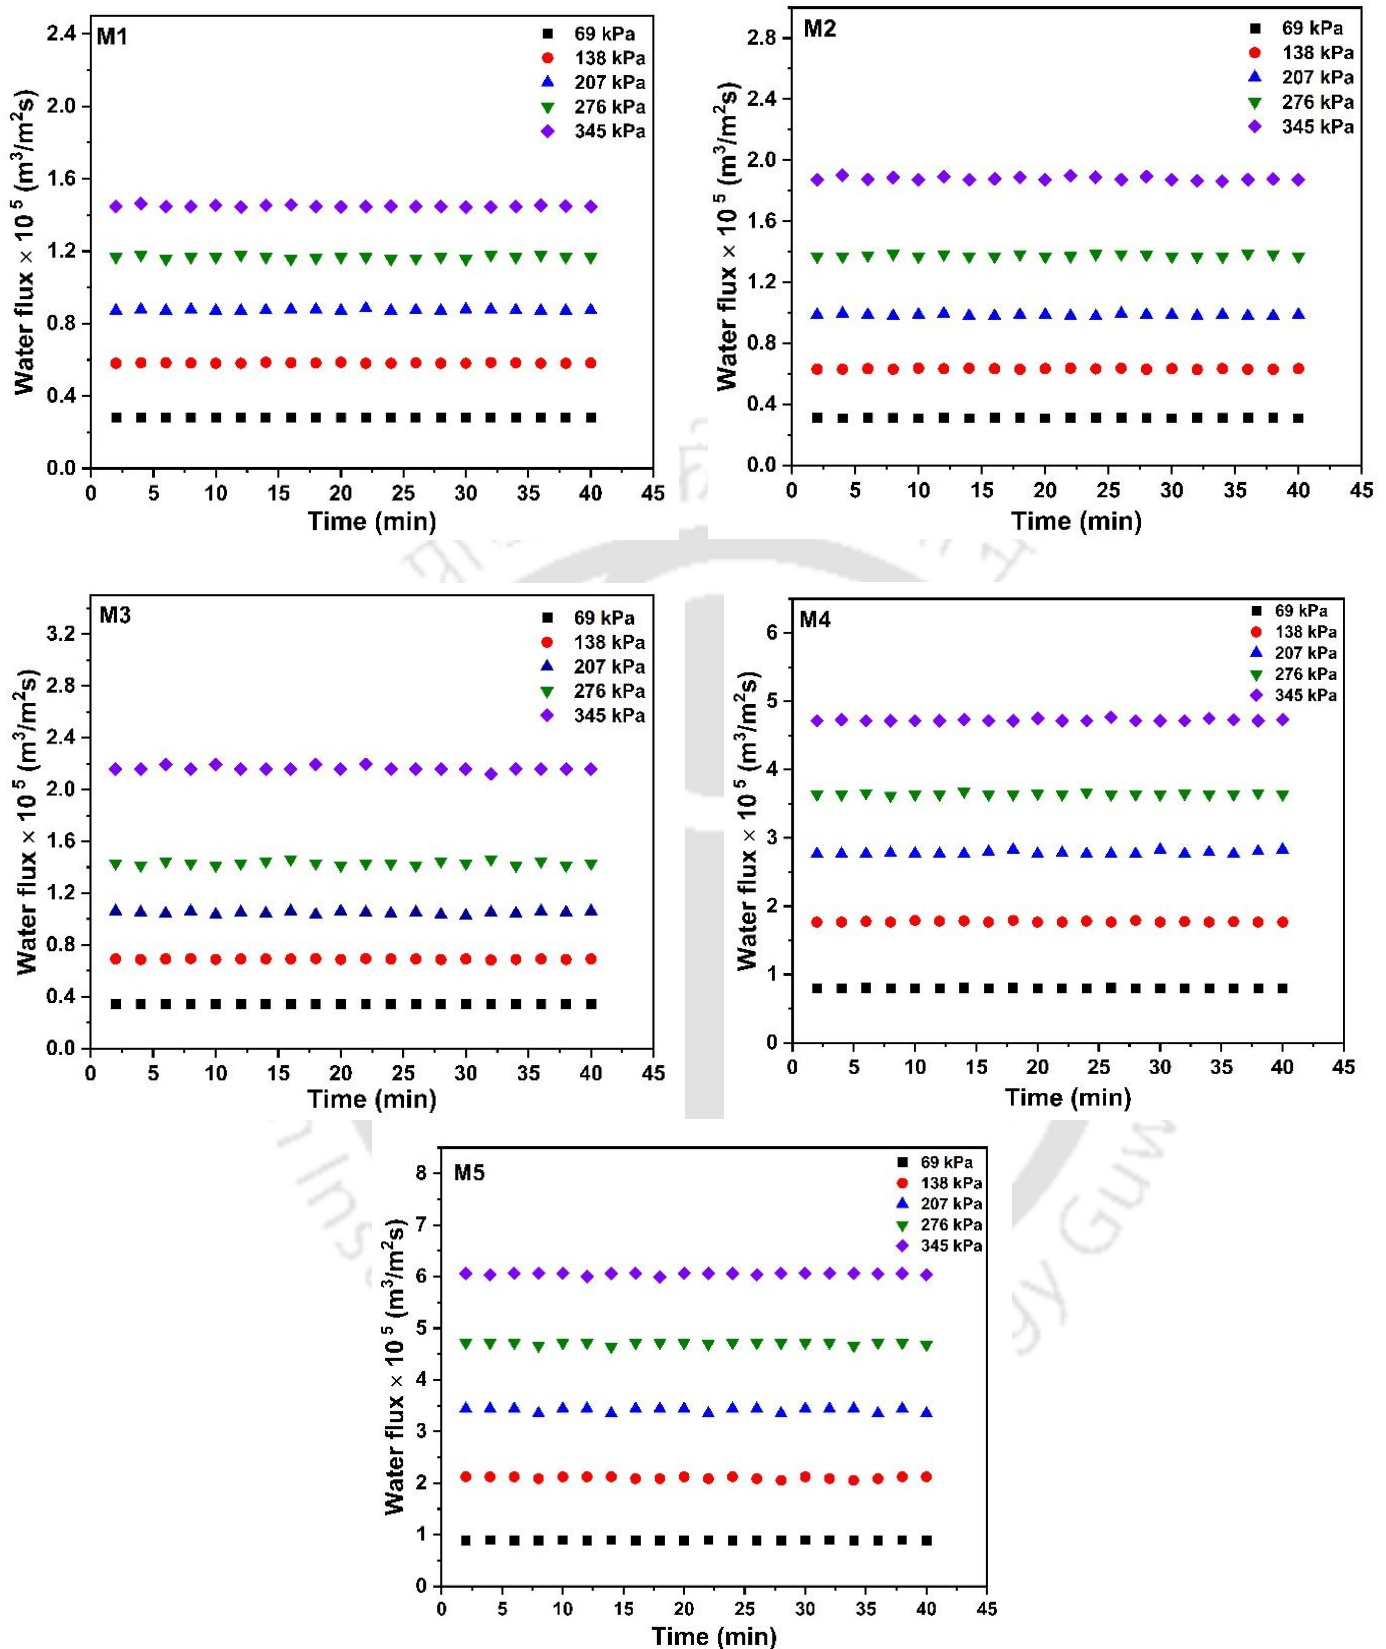 M1
69 kPa
138 kPa
207 kPa
276 kPa
345 kPa
2.4
2.0
1.6
1.2
0.8
0.4
0.0
Water flux × 10⁵ (m³/m²s)
0 5 10 15 20 25 30 35 40 45
Time (min)
M2
69 kPa
138 kPa
207 kPa
276 kPa
345 kPa
2.8
2.4
2.0
1.6
1.2
0.8
0.4
0.0
Water flux × 10⁵ (m³/m²s)
0 5 10 15 20 25 30 35 40 45
Time (min)
M3
69 kPa
138 kPa
207 kPa
276 kPa
345 kPa
3.2
2.8
2.4
2.0
1.6
1.2
0.8
0.4
0.0
Water flux × 10⁵ (m³/m²s)
0 5 10 15 20 25 30 35 40 45
Time (min)
M4
69 kPa
138 kPa
207 kPa
276 kPa
345 kPa
6
5
4
3
2
1
0
Water flux × 10⁵ (m³/m²s)
0 5 10 15 20 25 30 35 40 45
Time (min)
M5
69 kPa
138 kPa
207 kPa
276 kPa
345 kPa
8
7
6
5
4
3
2
1
0
Water flux × 10⁵ (m³/m²s)
0 5 10 15 20 25 30 35 40 45
Time (min)